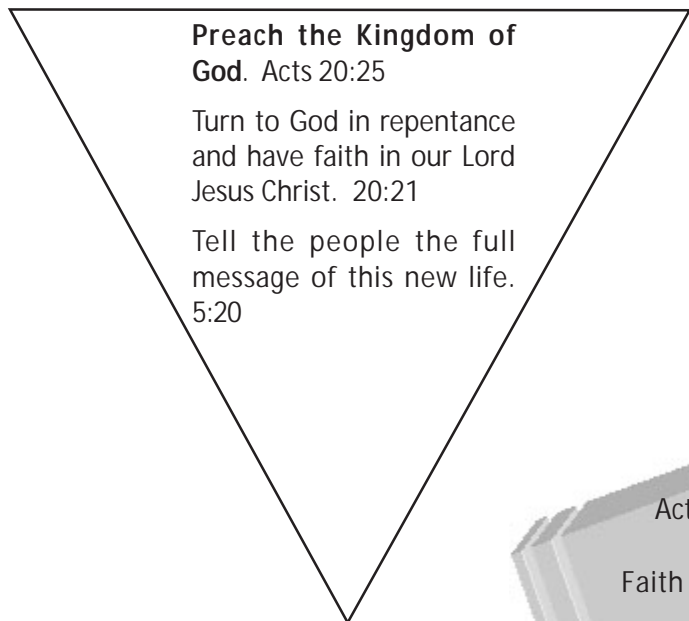 Preach the Kingdom of
God. Acts 20:25
Turn to God in repentance
and have faith in our Lord
Jesus Christ. 20:21
Tell the people the full
message of this new life.
5:20
Act
Faith